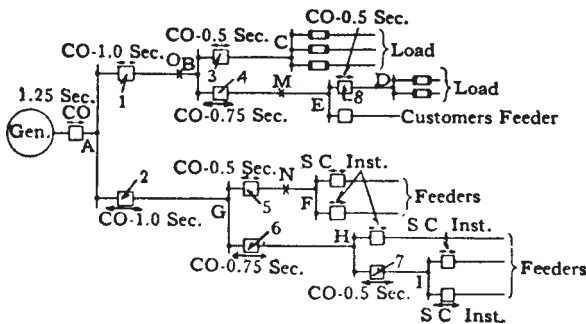 CO-0.5 Sec.
CO-0.5 Sec.
CO-1.0 Sec.
O
B
3
C
Load
4
M
D
Load
1
1.25 Sec.
CO
CO-0.75 Sec.
E
8
Gen.
A
Customers Feeder
CO-0.5 Sec.
N
S C Inst.
2
5
F
Feeders
CO-1.0 Sec.
G
6
H
S C Inst.
CO-0.75 Sec.
7
I
Feeders
CO-0.5 Sec.
S C Inst.